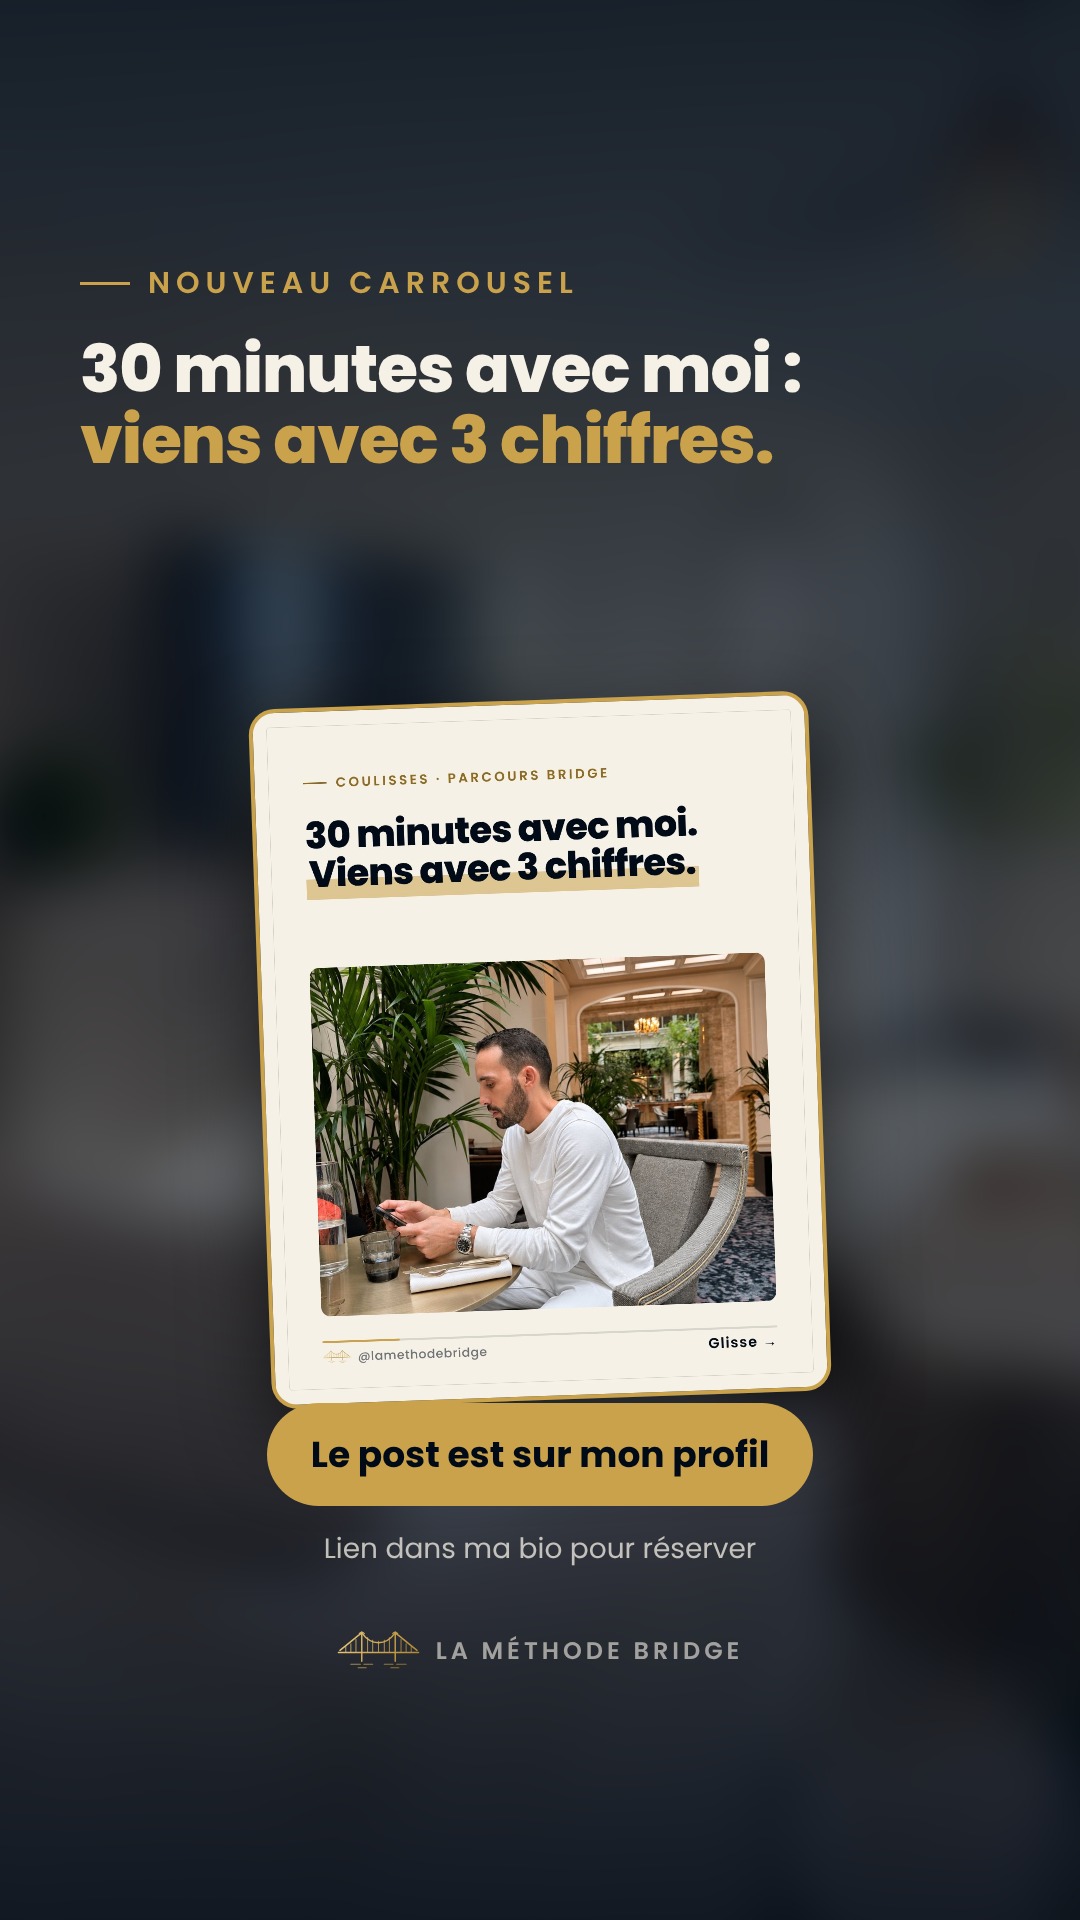 NOUVEAU CARROUSEL
30 minutes avec moi :
viens avec 3 chiffres.
COULISSES · PARCOURS BRIDGE
30 minutes avec moi.
Viens avec 3 chiffres.
@lamethodebridge
Glisse →
Le post est sur mon profil
Lien dans ma bio pour réserver
LA MÉTHODE BRIDGE